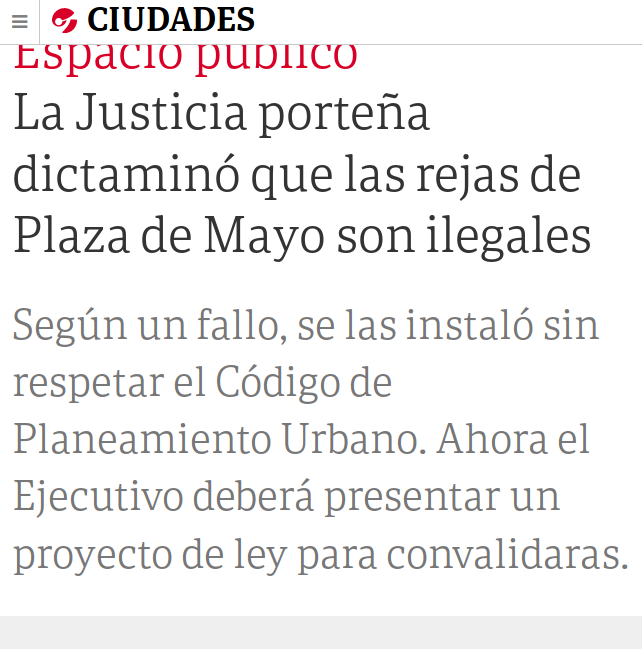 CIUDADES
Espacio público
La Justicia porteña
dictaminó que las rejas de
Plaza de Mayo son ilegales
Según un fallo, se las instaló sin
respetar el Código de
Planeamiento Urbano. Ahora el
Ejecutivo deberá presentar un
proyecto de ley para convalidaras.